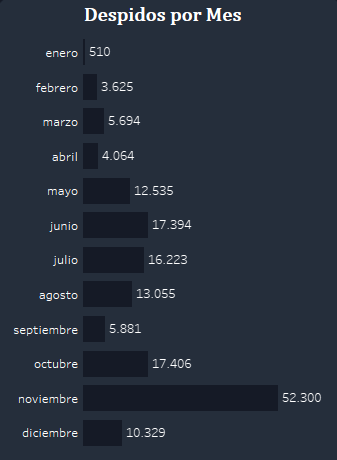 Despidos por Mes
enero 510
febrero 3.625
marzo 5.694
abril 4.064
mayo 12.535
junio 17.394
julio 16.223
agosto 13.055
septiembre 5.881
octubre 17.406
noviembre 52.300
diciembre 10.329